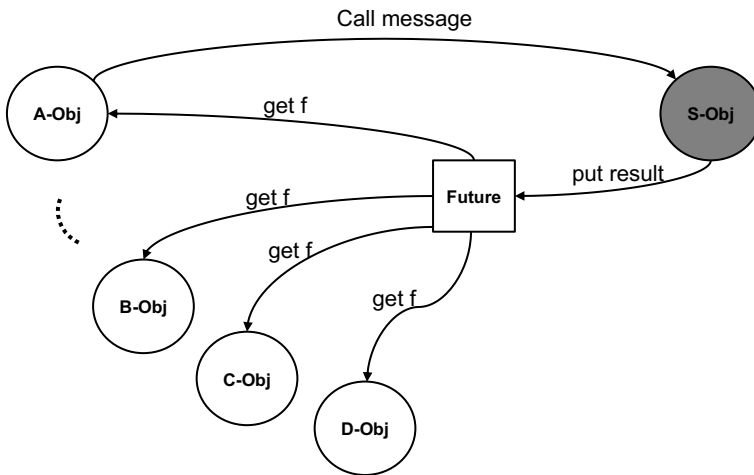 Call message
A-Obj
get f
S-Obj
put result
Future
get f
get f
B-Obj
get f
C-Obj
D-Obj